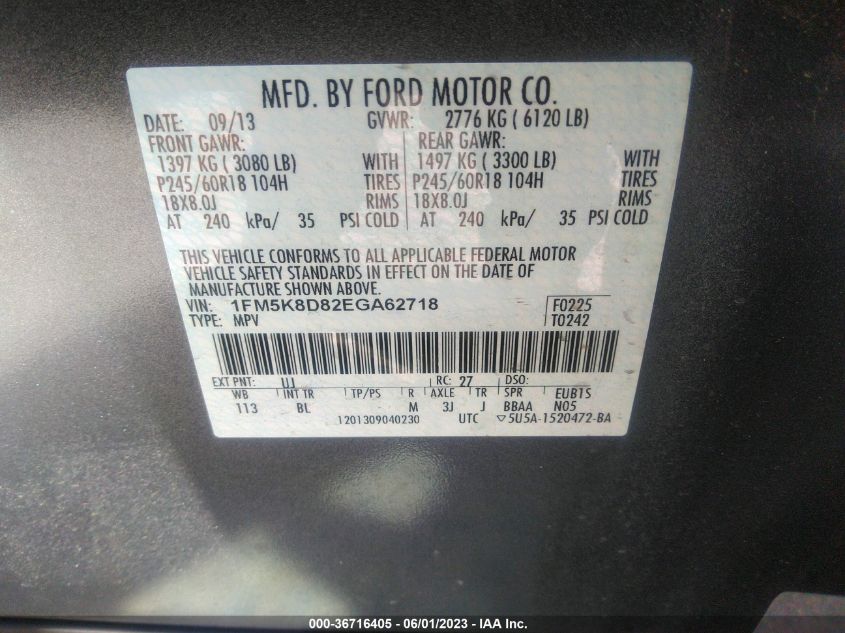 MFD. BY FORD MOTOR CO.
DATE: 09/13 GVWR: 2776 KG ( 6120 LB)
FRONT GAWR: REAR GAWR:
1397 KG ( 3080 LB) WITH 1497 KG ( 3300 LB) WITH
P245/60R18 104H TIRES P245/60R18 104H TIRES
18X8.0J RIMS 18X8.0J RIMS
AT 240 kPa/ 35 PSI COLD AT 240 kPa/ 35 PSI COLD
THIS VEHICLE CONFORMS TO ALL APPLICABLE FEDERAL MOTOR
VEHICLE SAFETY STANDARDS IN EFFECT ON THE DATE OF
MANUFACTURE SHOWN ABOVE.
VIN: 1FM5K8D82EGA62718 F0225
TYPE: MPV T0242
EXT PNT: UJ RC: 27 DSO:
WB INT TR TP/PS R AXLE TR SPR EUB1S
113 BL M 3J J BBAA N05
1201309040230 UTC ▽5U5A-1520472-BA
000-36716405 - 06/01/2023 - IAA Inc.